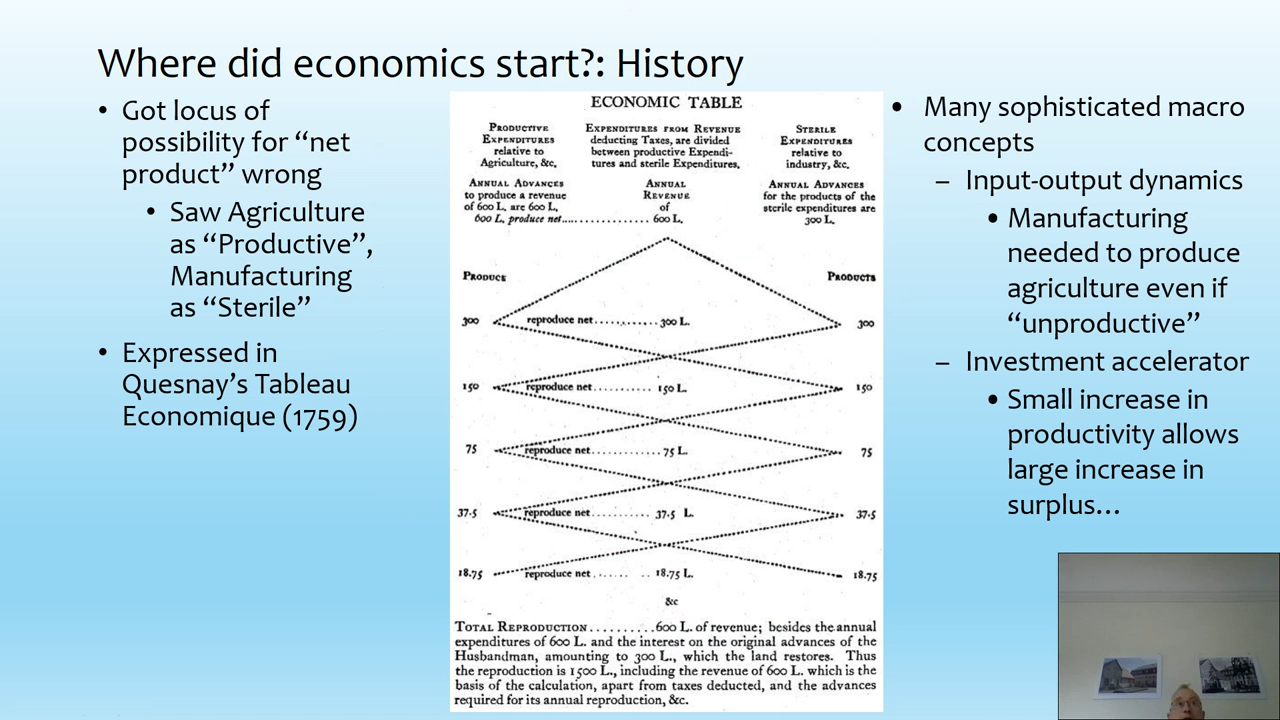 Where did economics start?: History
• Got locus of
possibility for “net
product” wrong
• Saw Agriculture
as “Productive”,
Manufacturing
as “Sterile”
• Expressed in
Quesnay’s Tableau
Economique (1759)
ECONOMIC TABLE
PRODUCTIVE
EXPENDITURES
relative to
Agriculture, &c.
EXPENDITURES FROM REVENUE
deducting Taxes, are divided
between productive Expendi-
tures and sterile Expenditures.
STERILE
EXPENDITURES
relative to
industry, &c.
ANNUAL ADVANCES
to produce a revenue
of 600 L. are 600 L.
600 L. produce net............
ANNUAL
REVENUE
of
600 L.
ANNUAL ADVANCES
for the products of the
sterile expenditures are
300 L.
PRODUCE
PRODUCTS
300 reproduce net.......... 300 L. 300
150 reproduce net.......... 150 L. 150
75 reproduce net.......... 75 L. 75
37.5 reproduce net.......... 37.5 L. 37.5
18.75 reproduce net...... .. 18.75 L. 18.75
&c
TOTAL REPRODUCTION..........600 L. of revenue; besides the annual
expenditures of 600 L. and the interest on the original advances of the
Husbandman, amounting to 300 L., which the land restores. Thus
the reproduction is 1500 L., including the revenue of 600 L. which is the
basis of the calculation, apart from taxes deducted, and the advances
required for its annual reproduction, &c.
• Many sophisticated macro
concepts
– Input-output dynamics
• Manufacturing
needed to produce
agriculture even if
“unproductive”
– Investment accelerator
• Small increase in
productivity allows
large increase in
surplus…